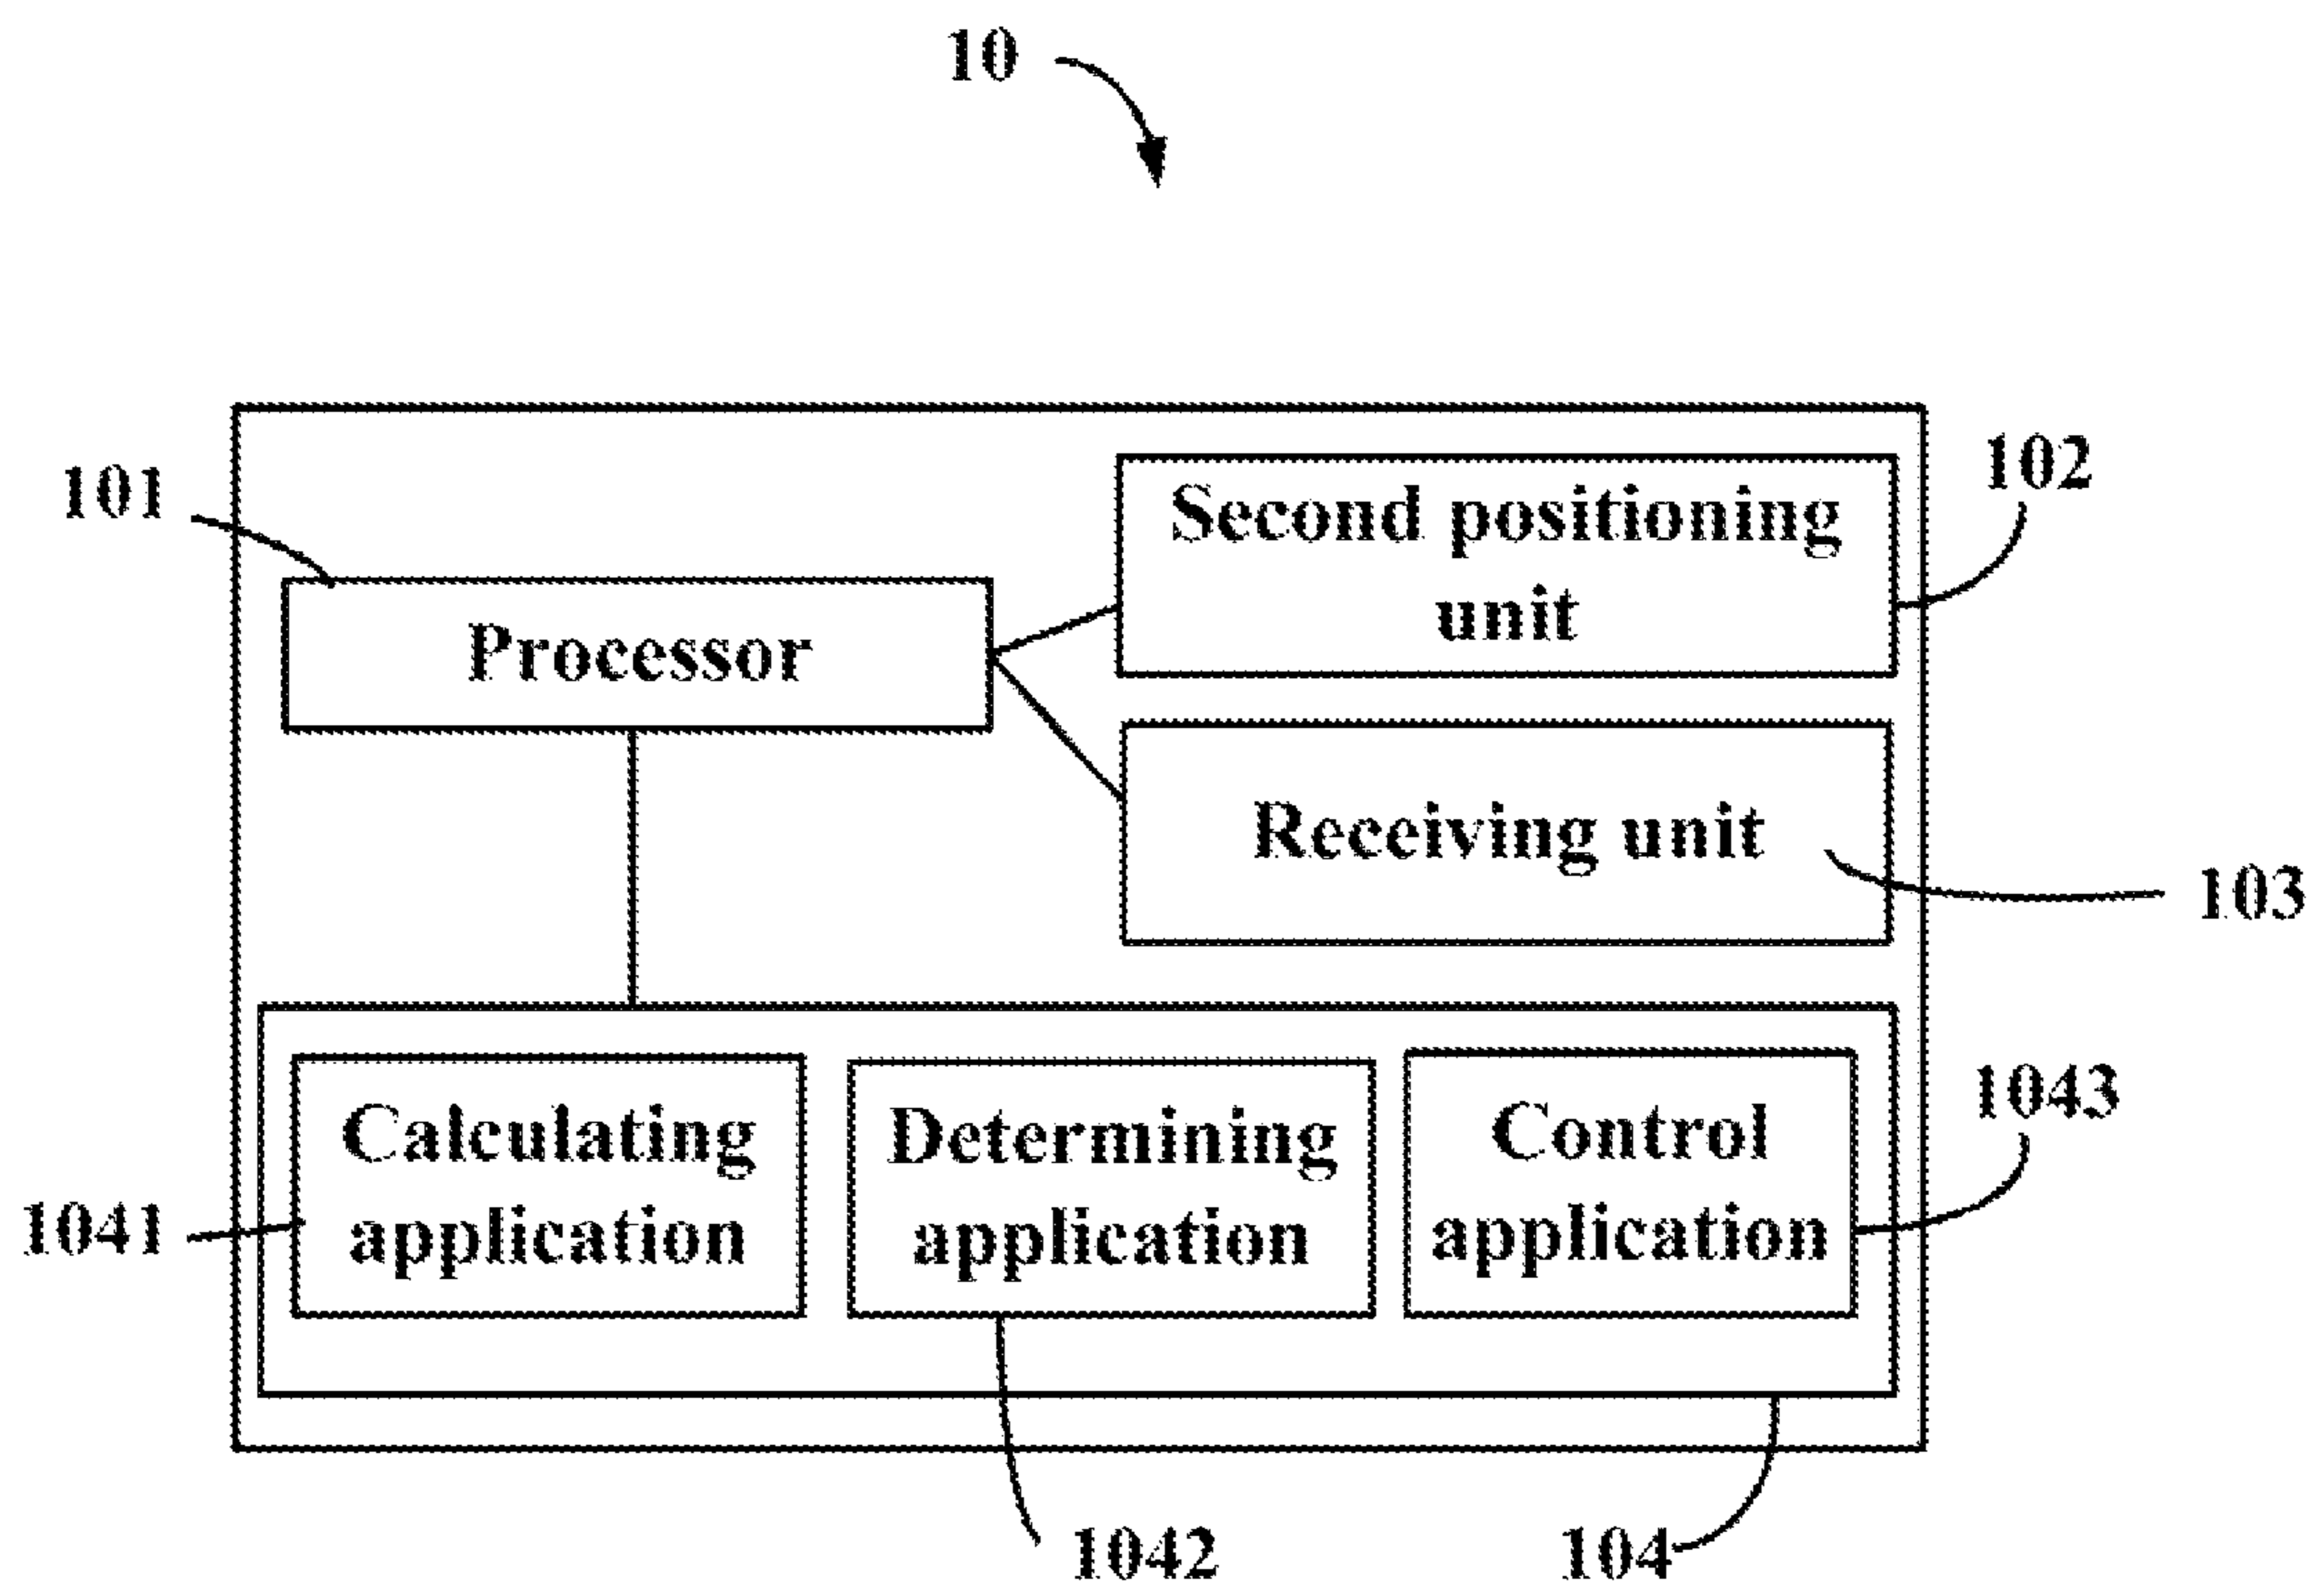 10
101
102
Second positioning
unit
Processor
Receiving unit
103
Calculating
application
Determining
application
Control
application
1043
1041
1042
104